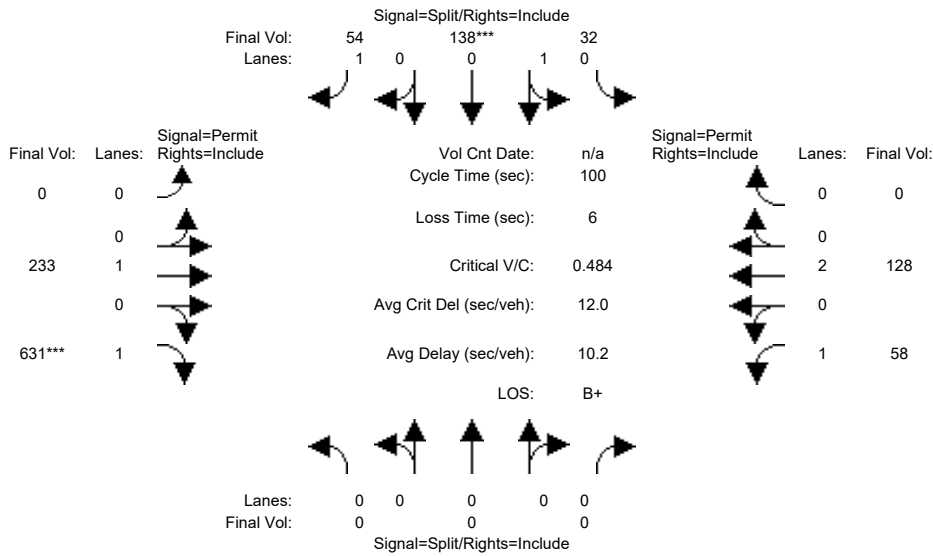 Signal=Split/Rights=Include
Final Vol: 54 138*** 32
Lanes: 1 0 0 1 0
Signal=Permit Signal=Permit
Final Vol: Lanes: Rights=Include Vol Cnt Date: n/a Rights=Include Lanes: Final Vol:
Cycle Time (sec): 100
0 0 0 0
Loss Time (sec): 6
0 0
233 1 Critical V/C: 0.484 2 128
0 Avg Crit Del (sec/veh): 12.0 0
631*** 1 Avg Delay (sec/veh): 10.2 1 58
LOS: B+
Lanes: 0 0 0 0 0
Final Vol: 0 0 0
Signal=Split/Rights=Include